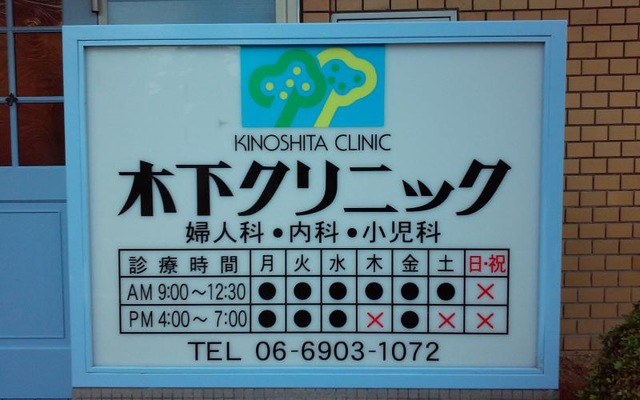 KINOSHITA CLINIC
木下クリニック
婦人科●内科●小児科
診療時間 月 火 水 木 金 土 日・祝
AM 9:00〜12:30 ● ● ● ● ● ● ×
PM 4:00〜 7:00 ● ● ● × ● × ×
TEL 06-6903-1072